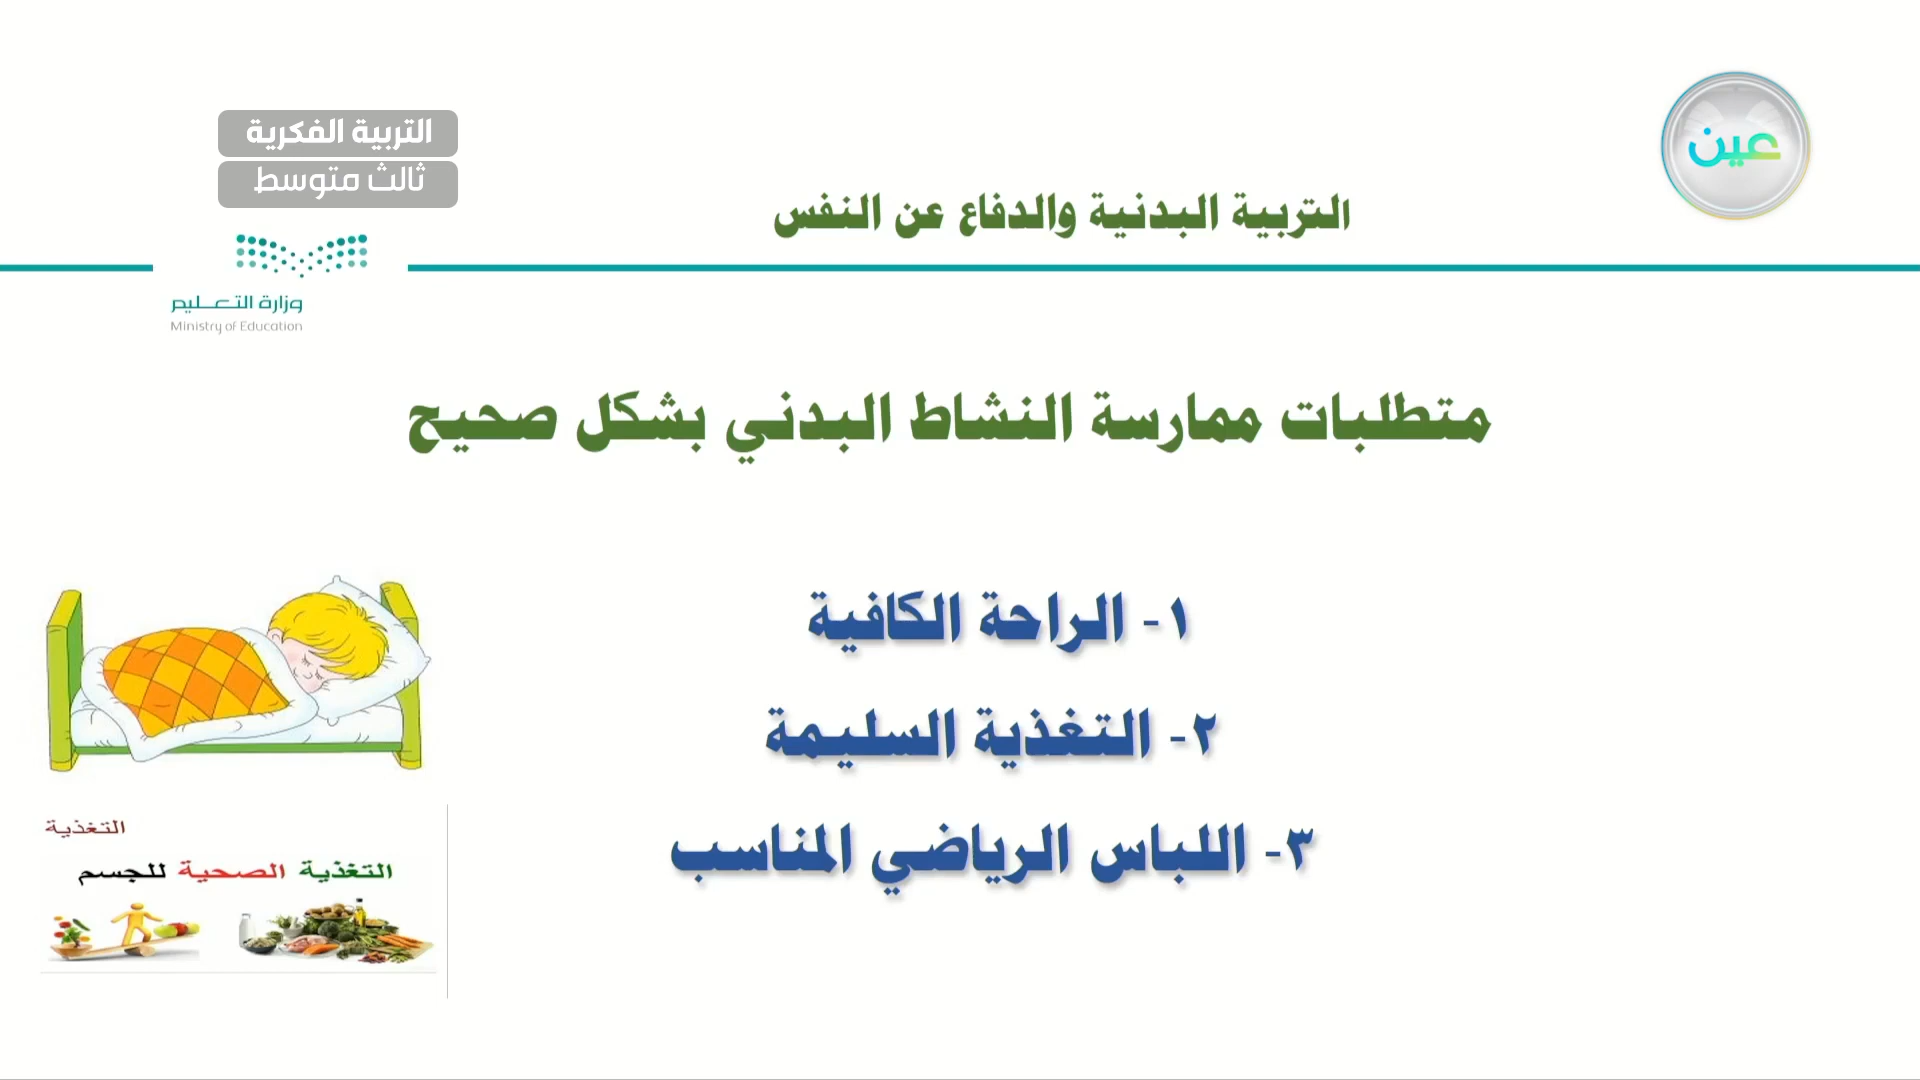 التربية الفكرية
ثالث متوسط
عين
التربية البدنية والدفاع عن النفس
وزارة التعليم
Ministry of Education
متطلبات ممارسة النشاط البدني بشكل صحيح
١- الراحة الكافية
٢- التغذية السليمة
٣- اللباس الرياضي المناسب
التغذية
التغذية الصحية للجسم